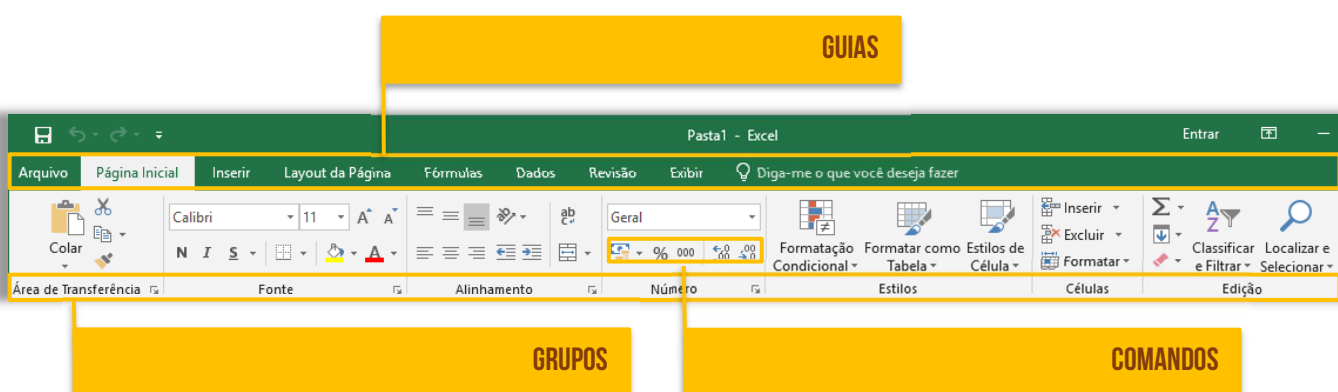 GUIAS
Pasta1 - Excel
Entrar
Arquivo Página Inicial Inserir Layout da Página Fórmulas Dados Revisão Exibir Diga-me o que você deseja fazer
Colar
Calibri 11 A A
N I S A
ab
Geral
% 000
Formatação Condicional
Formatar como Tabela
Estilos de Célula
Inserir
Excluir
Formatar
Classificar e Filtrar
Localizar e Selecionar
Área de Transferência Fonte Alinhamento Número Estilos Células Edição
GRUPOS
COMANDOS